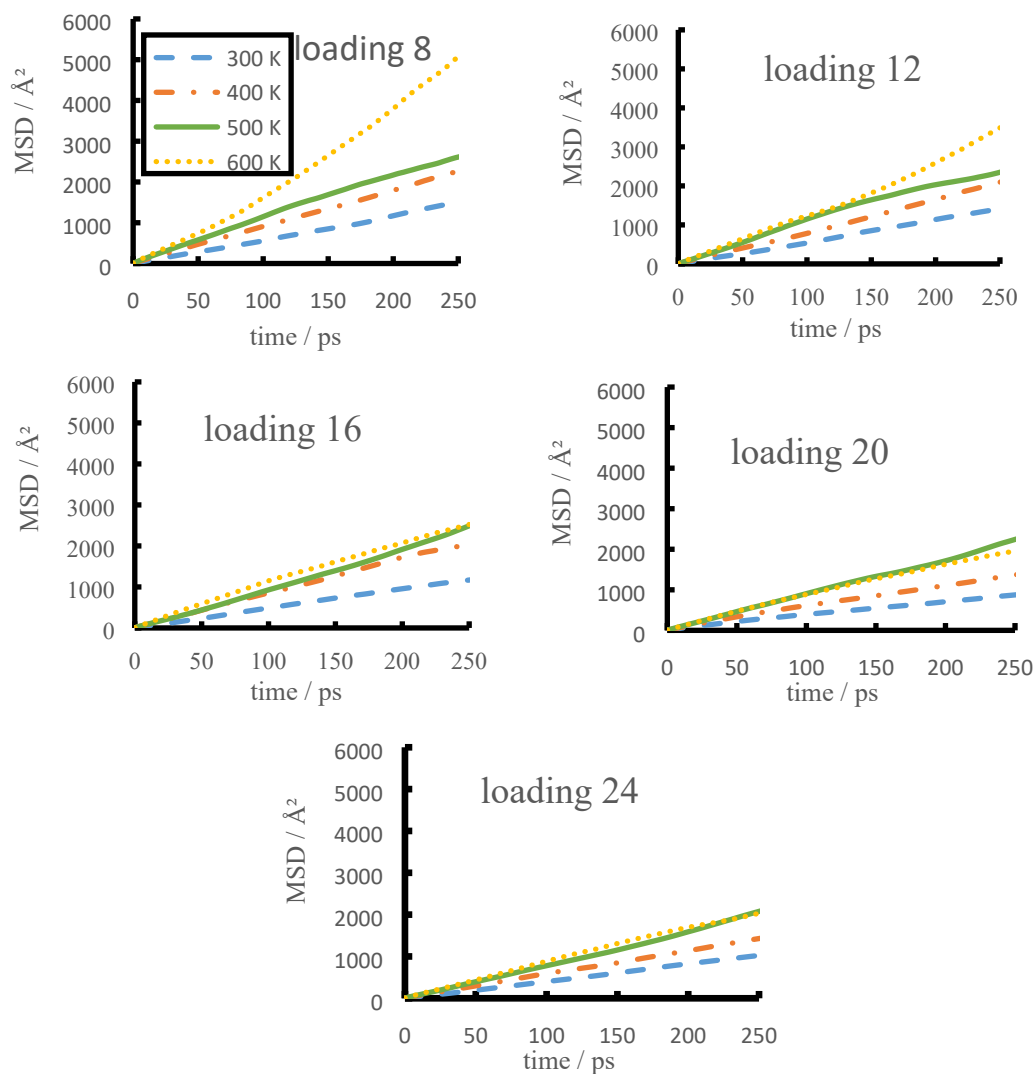 6000
5000
4000
3000
2000
1000
0
MSD / Å²
0 50 100 150 200 250
time / ps
loading 8
300 K
400 K
500 K
600 K
6000
5000
4000
3000
2000
1000
0
MSD / Å²
0 50 100 150 200 250
time / ps
loading 12
6000
5000
4000
3000
2000
1000
0
MSD / Å²
0 50 100 150 200 250
time / ps
loading 16
6000
5000
4000
3000
2000
1000
0
MSD / Å²
0 50 100 150 200 250
time / ps
loading 20
6000
5000
4000
3000
2000
1000
0
MSD / Å²
0 50 100 150 200 250
time / ps
loading 24